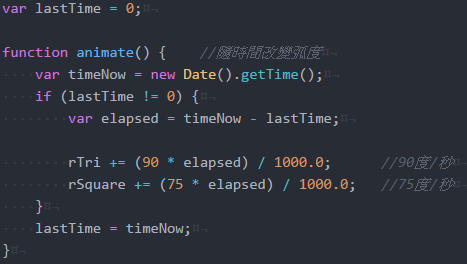 var lastTime = 0;
function animate() {    //隨時間改變弧度
    var timeNow = new Date().getTime();
    if (lastTime != 0) {
        var elapsed = timeNow - lastTime;
        rTri += (90 * elapsed) / 1000.0;      //90度/秒
        rSquare += (75 * elapsed) / 1000.0;   //75度/秒
    }
    lastTime = timeNow;
}